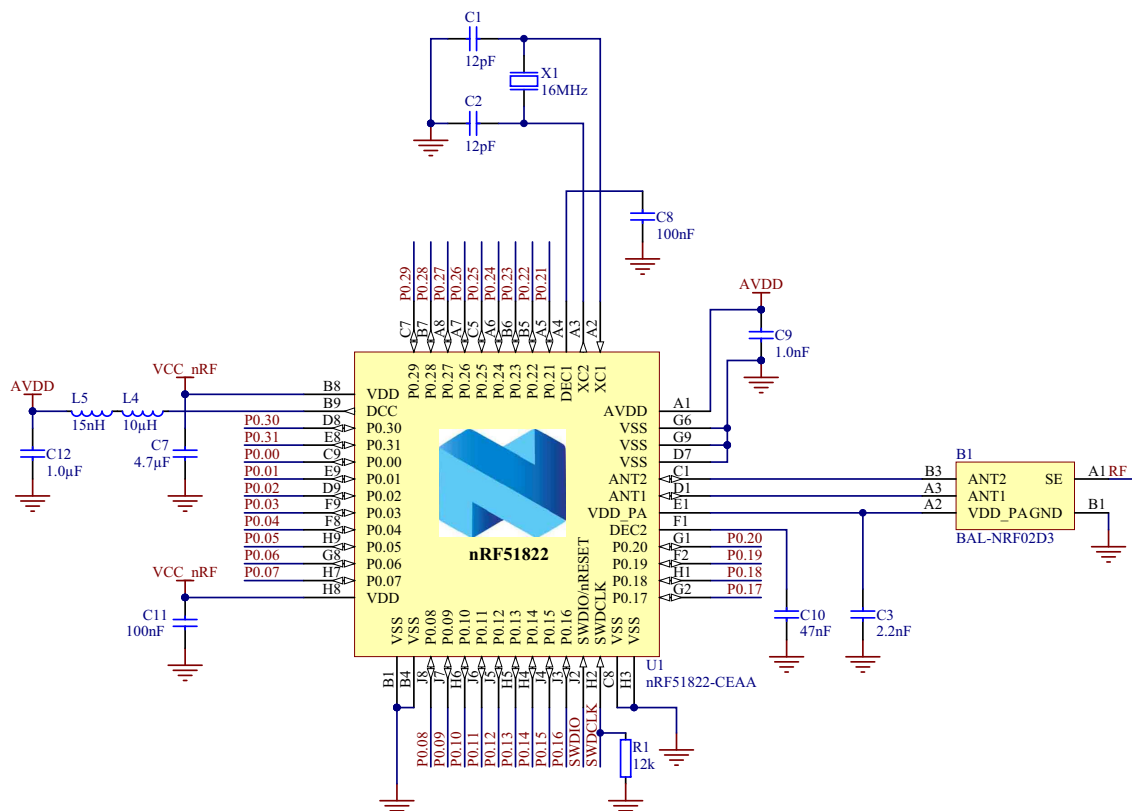 C1
12pF
X1
16MHz
C2
12pF
C8
100nF
P0.29
P0.28
P0.27
P0.26
P0.25
P0.24
P0.23
P0.22
P0.21
C7
B7
A8
A7
C5
A6
B6
B5
A5
A4
A3
A2
P0.29
P0.28
P0.27
P0.26
P0.25
P0.24
P0.23
P0.22
P0.21
DEC1
XC2
XC1
AVDD
C9
1.0nF
VCC_nRF
AVDD
L5
15nH
L4
10µH
C12
1.0µF
C7
4.7µF
B8 VDD
B9 DCC
P0.30 D8 P0.30
P0.31 E8 P0.31
P0.00 C9 P0.00
P0.01 E9 P0.01
P0.02 D9 P0.02
P0.03 F9 P0.03
P0.04 F8 P0.04
P0.05 H9 P0.05
P0.06 G8 P0.06
P0.07 H7 P0.07
H8 VDD
VCC_nRF
C11
100nF
nRF51822
AVDD A1
VSS G6
VSS G9
VSS D7
ANT2 C1
ANT1 D1
VDD_PA E1
DEC2 F1
P0.20 G1 P0.20
P0.19 F2 P0.19
P0.18 H1 P0.18
P0.17 G2 P0.17
B1
B3 ANT2 SE A1 RF
A3 ANT1
A2 VDD_PA GND B1
BAL-NRF02D3
C10
47nF
C3
2.2nF
VSS
VSS
P0.08
P0.09
P0.10
P0.11
P0.12
P0.13
P0.14
P0.15
P0.16
SWDIO/nRESET
SWDCLK
VSS
VSS
U1
nRF51822-CEAA
B1
B4
J8
J7
H6
J6
J5
H5
H4
J4
J3
J2
H2
C8
H3
P0.08
P0.09
P0.10
P0.11
P0.12
P0.13
P0.14
P0.15
P0.16
SWDIO
SWDCLK
R1
12k